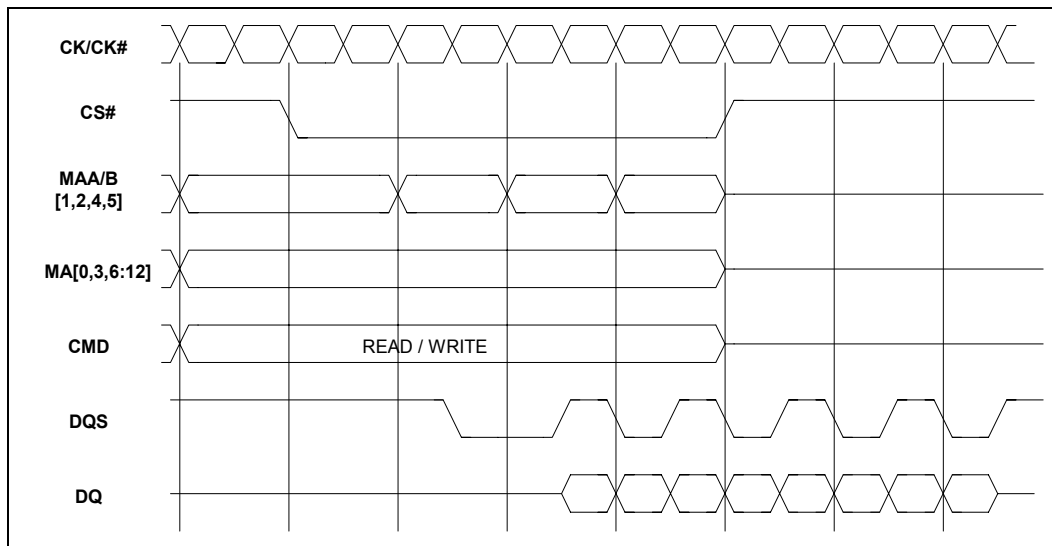 CK/CK#
CS#
MAA/B
[1,2,4,5]
MA[0,3,6:12]
CMD
READ / WRITE
DQS
DQ